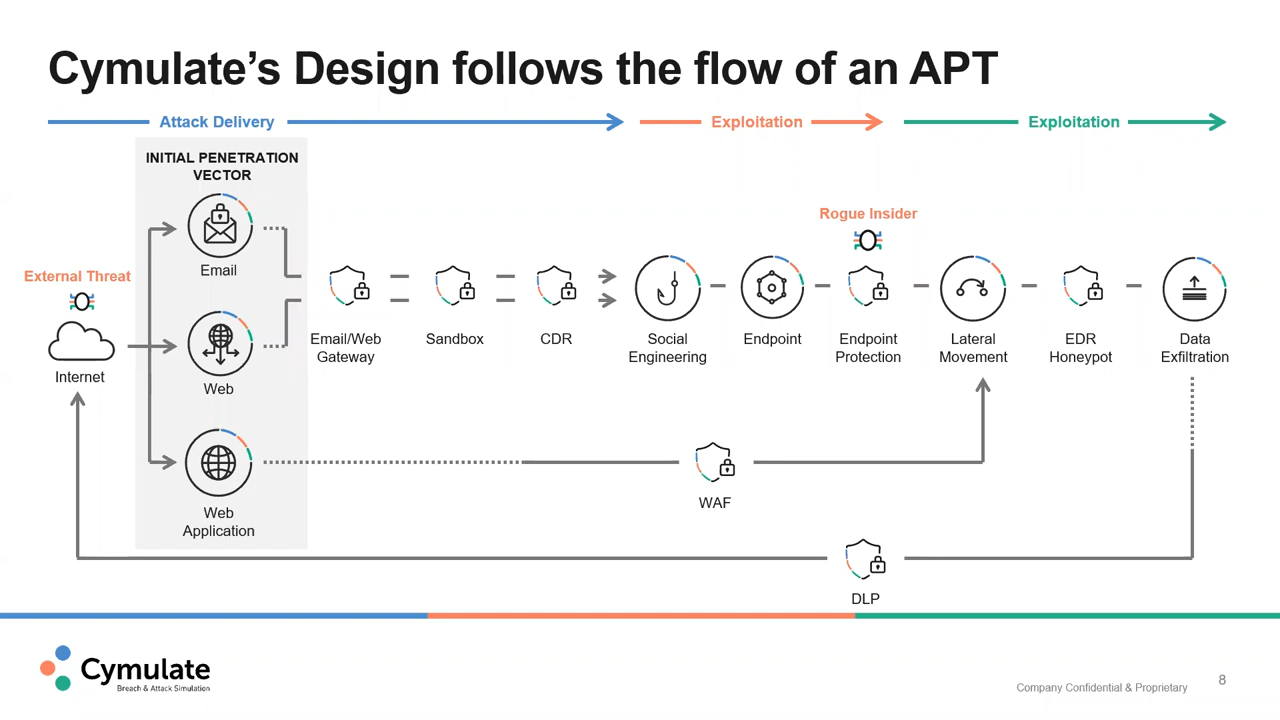 Cymulate’s Design follows the flow of an APT
Attack Delivery
Exploitation
Exploitation
INITIAL PENETRATION
VECTOR
Rogue Insider
External Threat
Internet
Email
Web
Web
Application
Email/Web
Gateway
Sandbox
CDR
Social
Engineering
Endpoint
Endpoint
Protection
Lateral
Movement
EDR
Honeypot
Data
Exfiltration
WAF
DLP
Cymulate
Breach & Attack Simulation
Company Confidential & Proprietary
8